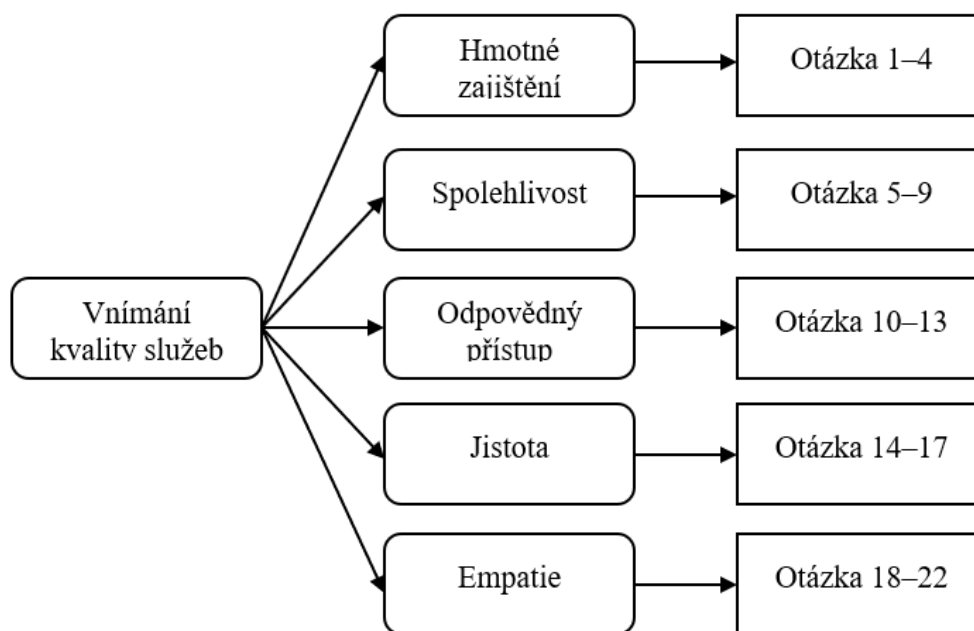 Hmotné
zajištění
Otázka 1–4
Spolehlivost
Otázka 5–9
Vnímání
kvality služeb
Odpovědný
přístup
Otázka 10–13
Jistota
Otázka 14–17
Empatie
Otázka 18–22